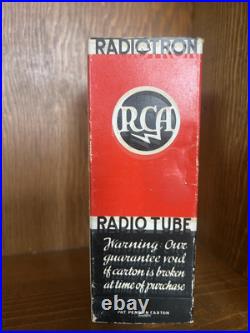 RADIOTRON
RCA
RADIO TUBE
Warning: Our
guarantee void
if carton is broken
at time of purchase